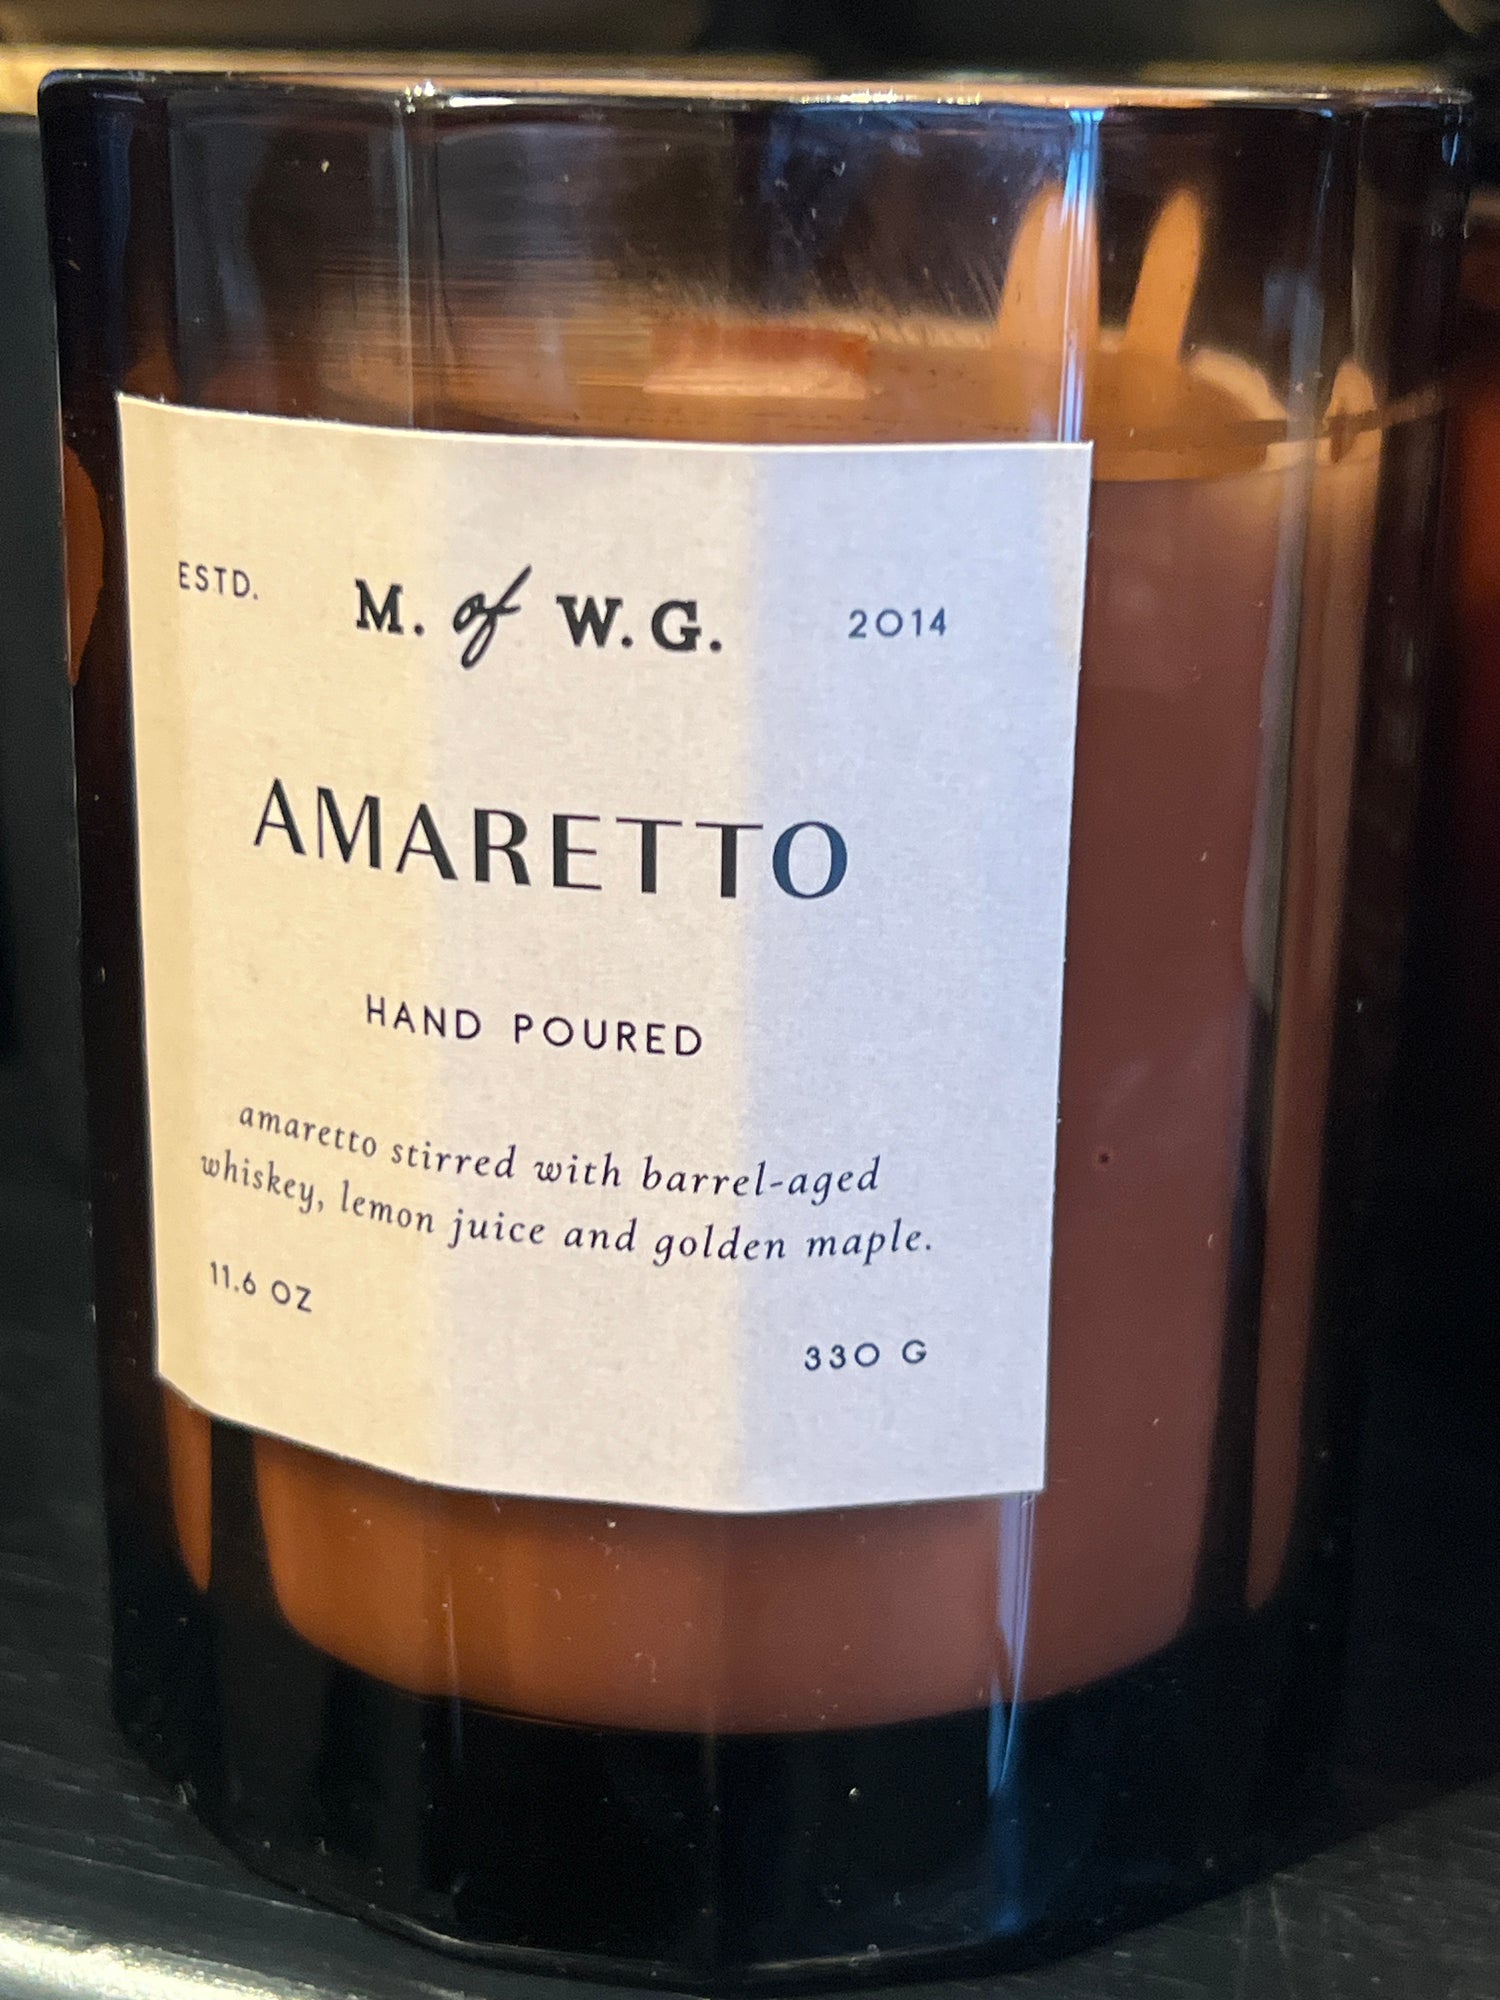 ESTD. M. of W.G. 2014
AMARETTO
HAND POURED
amaretto stirred with barrel-aged
whiskey, lemon juice and golden maple.
11.6 OZ
330 G